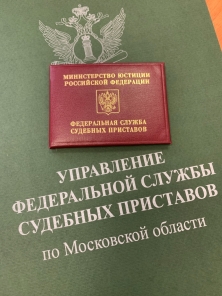 МИНИСТЕРСТВО ЮСТИЦИИ
РОССИЙСКОЙ ФЕДЕРАЦИИ
ФЕДЕРАЛЬНАЯ СЛУЖБА
СУДЕБНЫХ ПРИСТАВОВ
УПРАВЛЕНИЕ
ФЕДЕРАЛЬНОЙ СЛУЖБЫ
СУДЕБНЫХ ПРИСТАВОВ
по Московской области